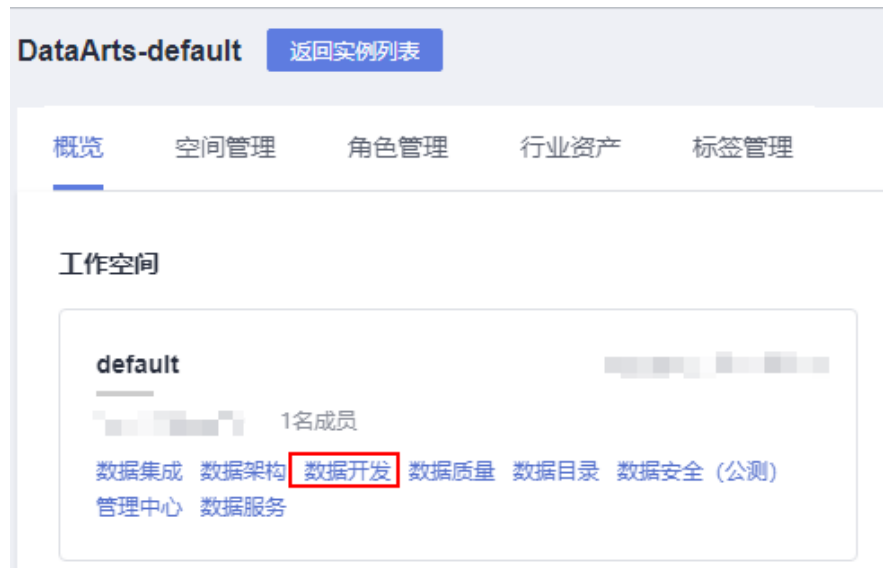 DataArts-default 返回实例列表
概览 空间管理 角色管理 行业资产 标签管理
工作空间
default
1名成员
数据集成 数据架构 数据开发 数据质量 数据目录 数据安全 (公测)
管理中心 数据服务